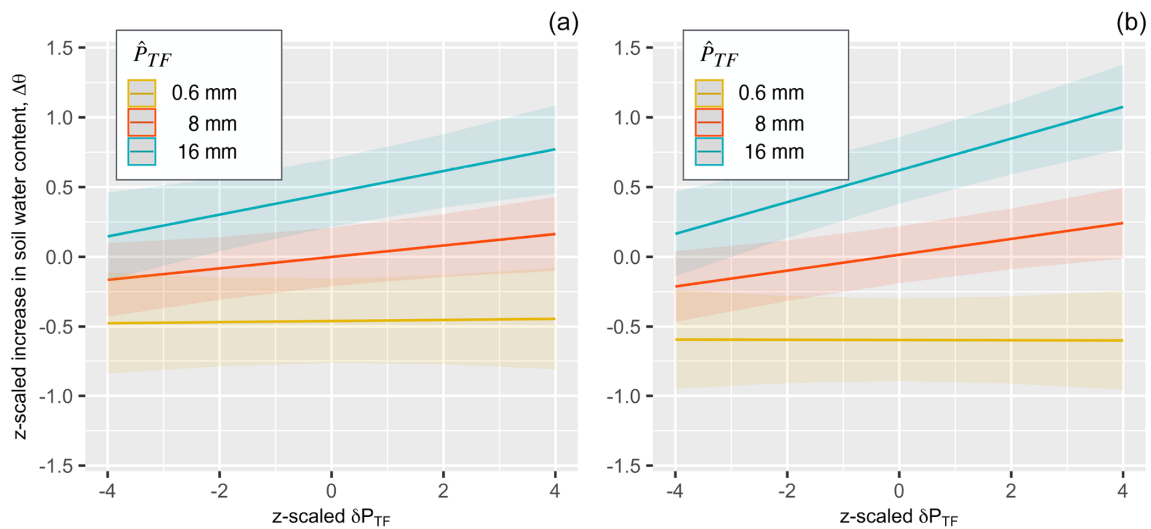 (a)
P̂TF
0.6 mm
8 mm
16 mm
1.5
1.0
0.5
0.0
-0.5
-1.0
-1.5
-4 -2 0 2 4
z-scaled δPTF
z-scaled increase in soil water content, Δθ
(b)
P̂TF
0.6 mm
8 mm
16 mm
1.5
1.0
0.5
0.0
-0.5
-1.0
-1.5
-4 -2 0 2 4
z-scaled δPTF